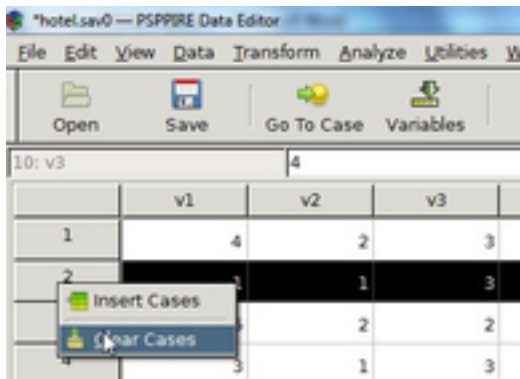 *hotel.sav0 — PSPPIRE Data Editor
File Edit View Data Transform Analyze Utilities
Open Save Go To Case Variables
10: v3 4
v1 v2 v3
1 4 2 3
2 1 1 3
Insert Cases
2 2
Clear Cases
3 1 3